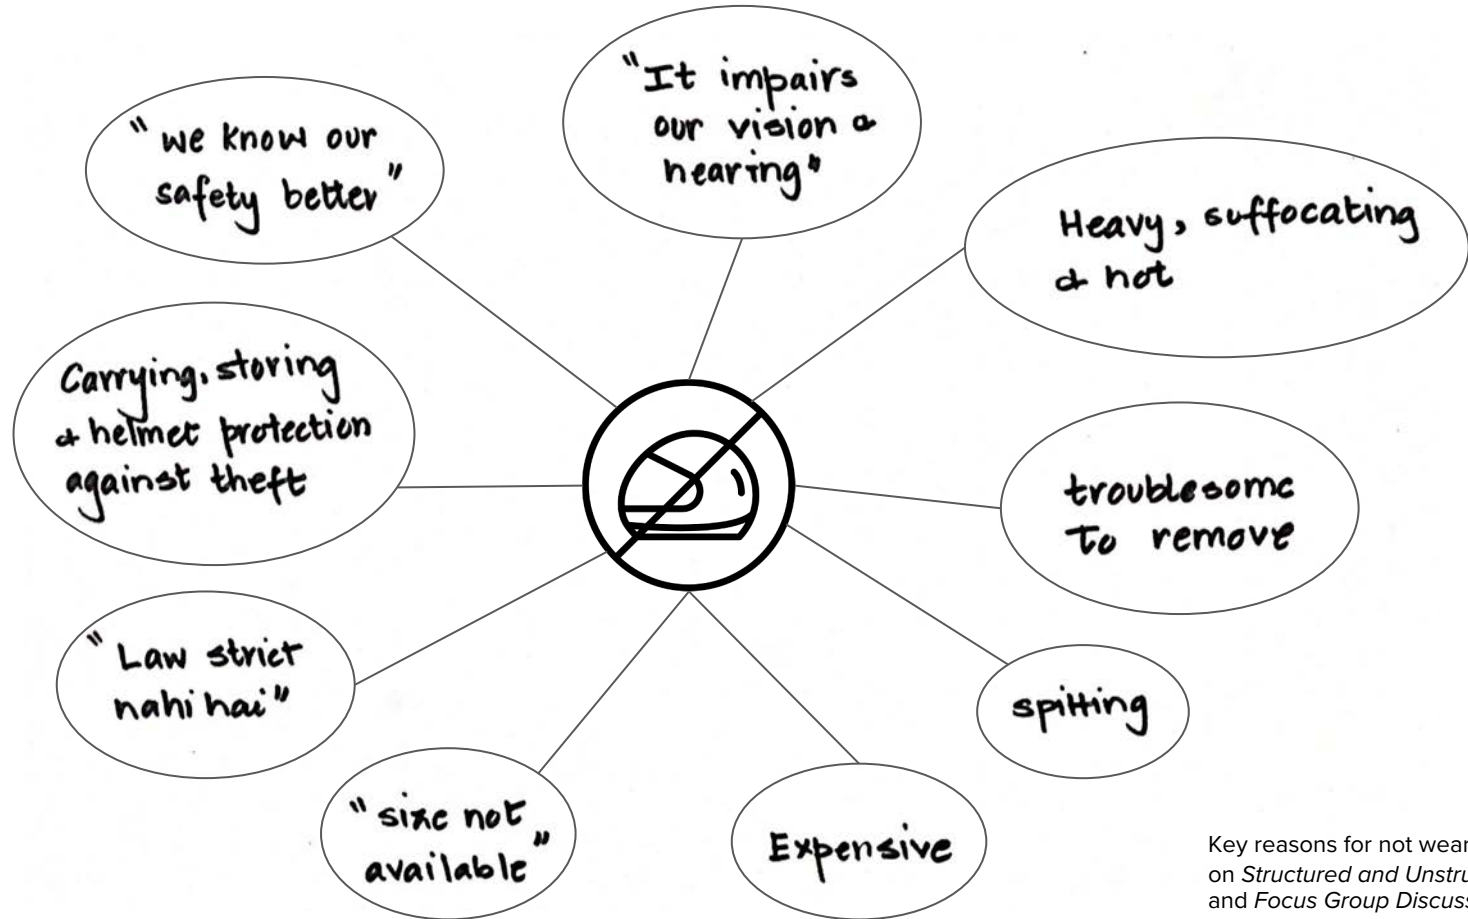 "It impairs
our vision &
hearing"
"we know our
safety better"
Heavy, suffocating
& hot
Carrying, storing
& helmet protection
against theft
troublesome
To remove
"Law strict
nahi hai"
spitting
"size not
available"
Expensive
Key reasons for not wear
on Structured and Unstru
and Focus Group Discuss